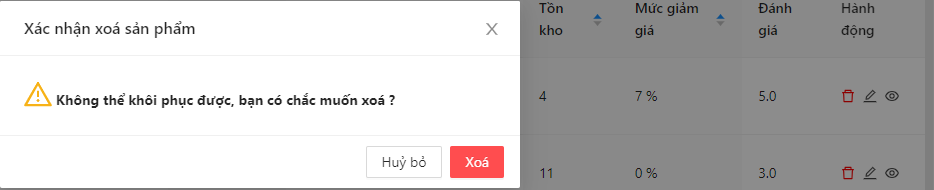 Xác nhận xoá sản phẩm
Không thể khôi phục được, bạn có chắc muốn xoá ?
Huỷ bỏ Xoá
Tồn kho Mức giảm giá Đánh giá Hành động
4 7 % 5.0
11 0 % 3.0